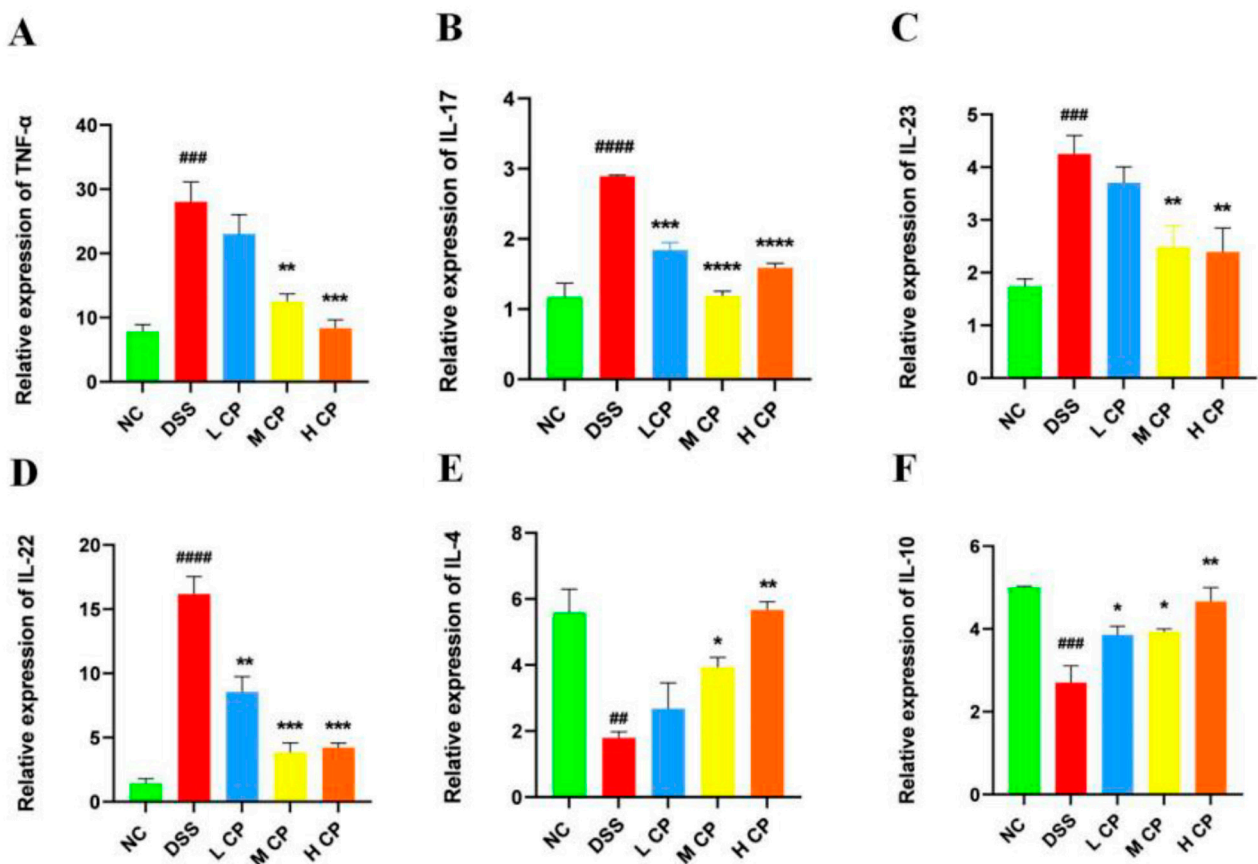 A
Relative expression of TNF-α
40
30
20
10
0
###
**
***
NC
DSS
L CP
M CP
H CP
B
Relative expression of IL-17
4
3
2
1
0
####
***
****
****
NC
DSS
LCP
M CP
H CP
C
Relative expression of IL-23
5
4
3
2
1
0
###
**
**
NC
DSS
L CP
M CP
H CP
D
Relative expression of IL-22
20
15
10
5
0
####
**
***
***
NC
DSS
L CP
M CP
H CP
E
Relative expression of IL-4
8
6
4
2
0
##
*
**
NC
DSS
L CP
M CP
H CP
F
Relative expression of IL-10
6
4
2
0
###
*
*
**
NC
DSS
L CP
M CP
H CP